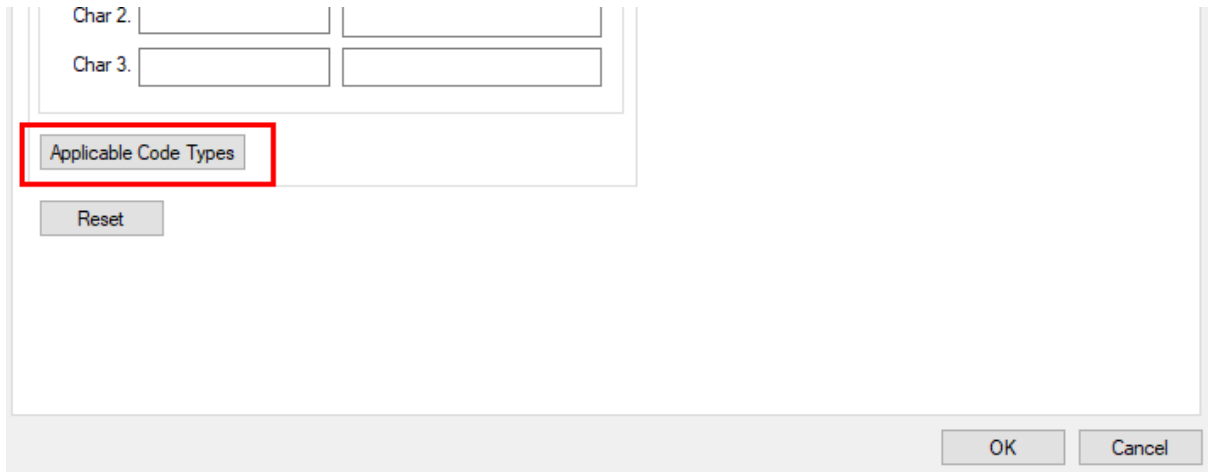 Char 2.
Char 3.
Applicable Code Types
Reset
OK Cancel